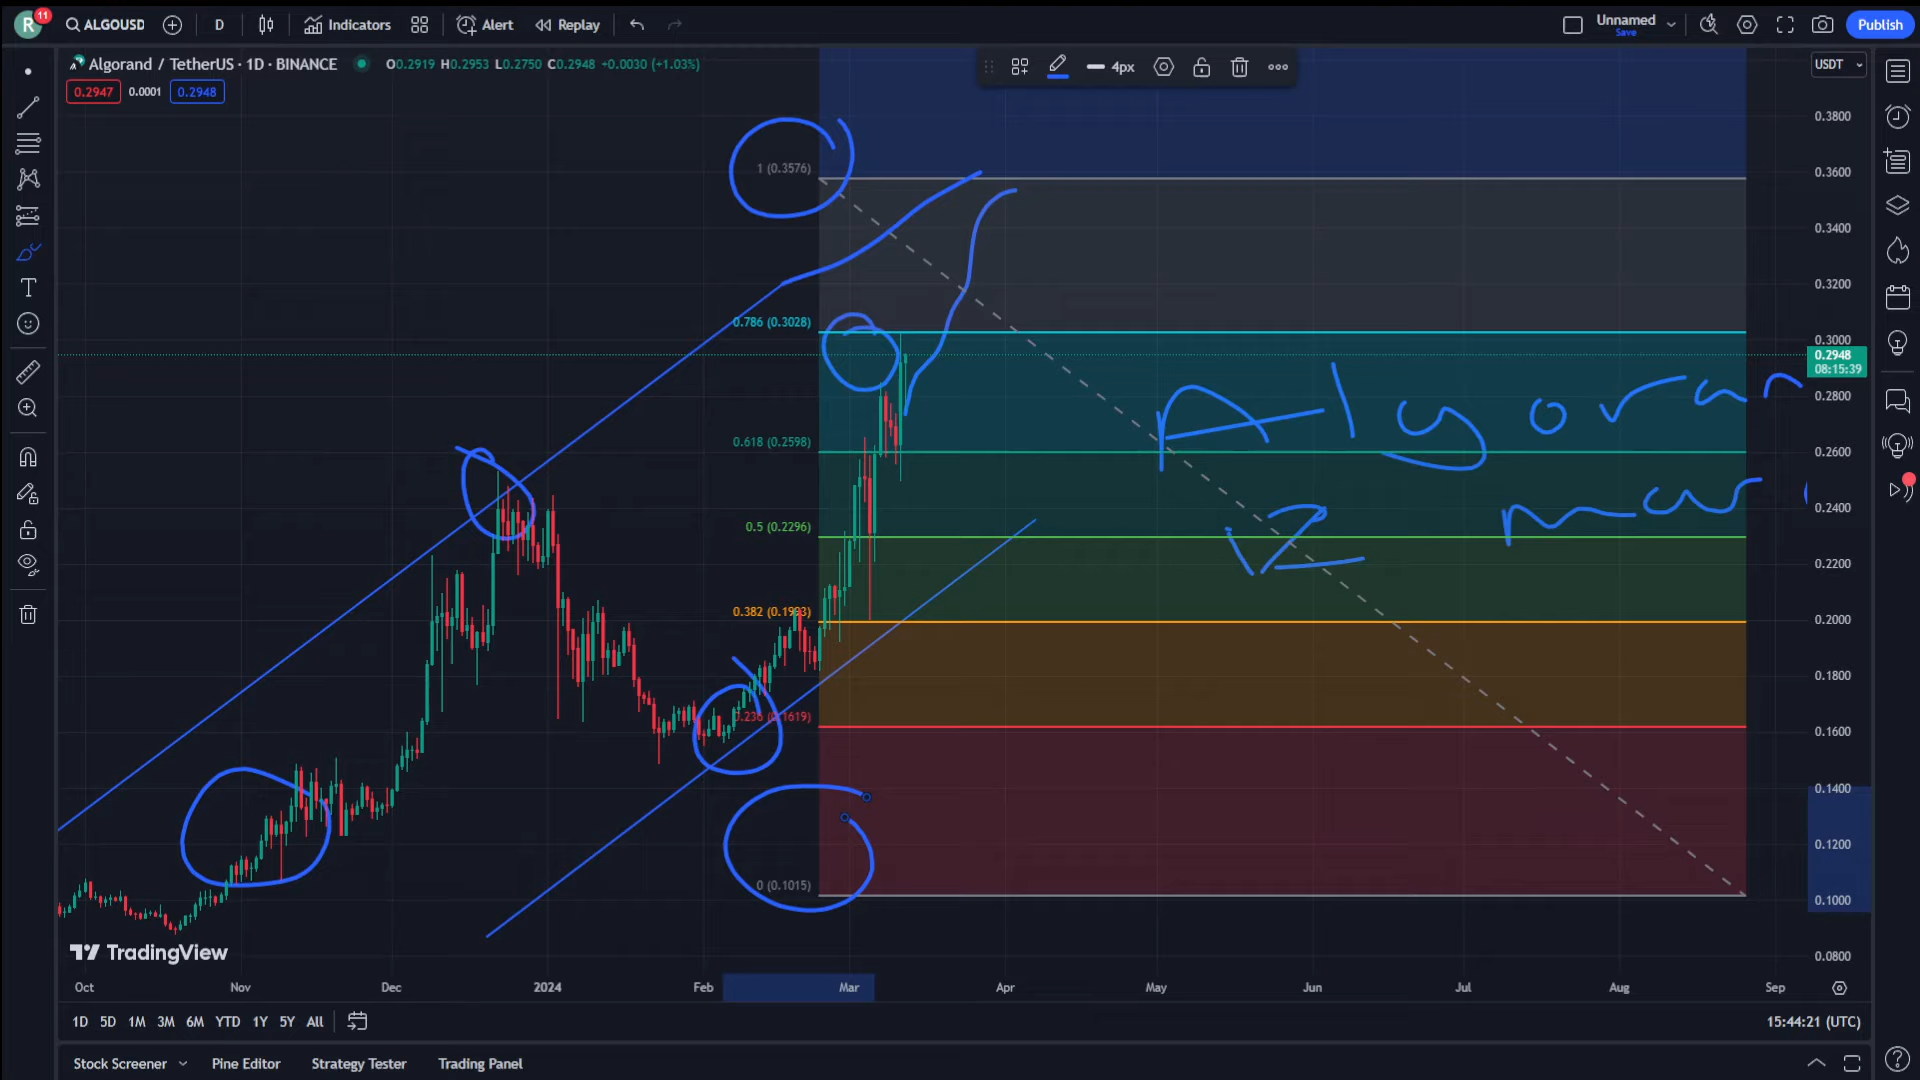 R 11 ALGOUSD D Indicators Alert Replay Unnamed Save Publish
Algorand / TetherUS · 1D · BINANCE O0.2919 H0.2953 L0.2750 C0.2948 +0.0030 (+1.03%)
0.2947 0.0001 0.2948
4px
USDT
0.3800
0.3600
0.3400
0.3200
0.3000
0.2948
08:15:39
0.2800
0.2600
0.2400
0.2200
0.2000
0.1800
0.1600
0.1400
0.1200
0.1000
0.0800
1 (0.3576)
0.786 (0.3028)
0.618 (0.2598)
0.5 (0.2296)
0.382 (0.1993)
0.236 (0.1619)
0 (0.1015)
Algoran
12 mar
T
TradingView
Oct Nov Dec 2024 Feb Mar Apr May Jun Jul Aug Sep
1D 5D 1M 3M 6M YTD 1Y 5Y All 15:44:21 (UTC)
Stock Screener Pine Editor Strategy Tester Trading Panel